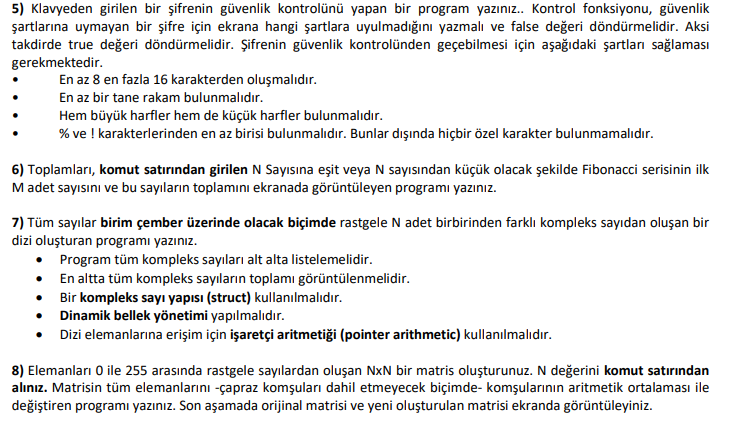 5) Klavyeden girilen bir şifrenin güvenlik kontrolünü yapan bir program yazınız.. Kontrol fonksiyonu, güvenlik
şartlarına uymayan bir şifre için ekrana hangi şartlara uyulmadığını yazmalı ve false değeri döndürmelidir. Aksi
takdirde true değeri döndürmelidir. Şifrenin güvenlik kontrolünden geçebilmesi için aşağıdaki şartları sağlaması
gerekmektedir.
• En az 8 en fazla 16 karakterden oluşmalıdır.
• En az bir tane rakam bulunmalıdır.
• Hem büyük harfler hem de küçük harfler bulunmalıdır.
• % ve ! karakterlerinden en az birisi bulunmalıdır. Bunlar dışında hiçbir özel karakter bulunmamalıdır.
6) Toplamları, komut satırından girilen N Sayısına eşit veya N sayısından küçük olacak şekilde Fibonacci serisinin ilk
M adet sayısını ve bu sayıların toplamını ekranada görüntüleyen programı yazınız.
7) Tüm sayılar birim çember üzerinde olacak biçimde rastgele N adet birbirinden farklı kompleks sayıdan oluşan bir
dizi oluşturan programı yazınız.
• Program tüm kompleks sayıları alt alta listelemelidir.
• En altta tüm kompleks sayıların toplamı görüntülenmelidir.
• Bir kompleks sayı yapısı (struct) kullanılmalıdır.
• Dinamik bellek yönetimi yapılmalıdır.
• Dizi elemanlarına erişim için işaretçi aritmetiği (pointer arithmetic) kullanılmalıdır.
8) Elemanları 0 ile 255 arasında rastgele sayılardan oluşan NxN bir matris oluşturunuz. N değerini komut satırından
alınız. Matrisin tüm elemanlarını -çapraz komşuları dahil etmeyecek biçimde- komşularının aritmetik ortalaması ile
değiştiren programı yazınız. Son aşamada orijinal matrisi ve yeni oluşturulan matrisi ekranda görüntüleyiniz.